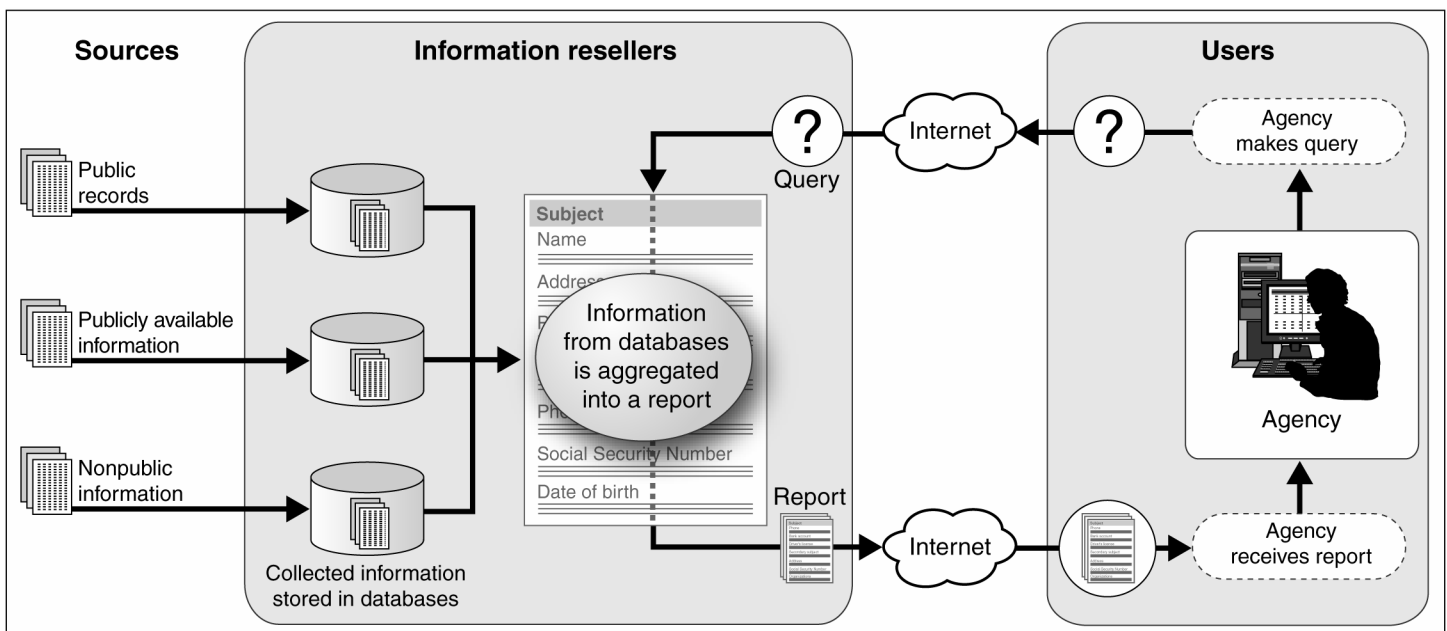 Sources
Information resellers
Users
Public
records
Publicly available
information
Nonpublic
information
Collected information
stored in databases
?
Query
Internet
?
Agency
makes query
Subject
Name
Information
from databases
is aggregated
into a report
Social Security Number
Date of birth
Agency
Report
Subject
Internet
Subject
Agency
receives report